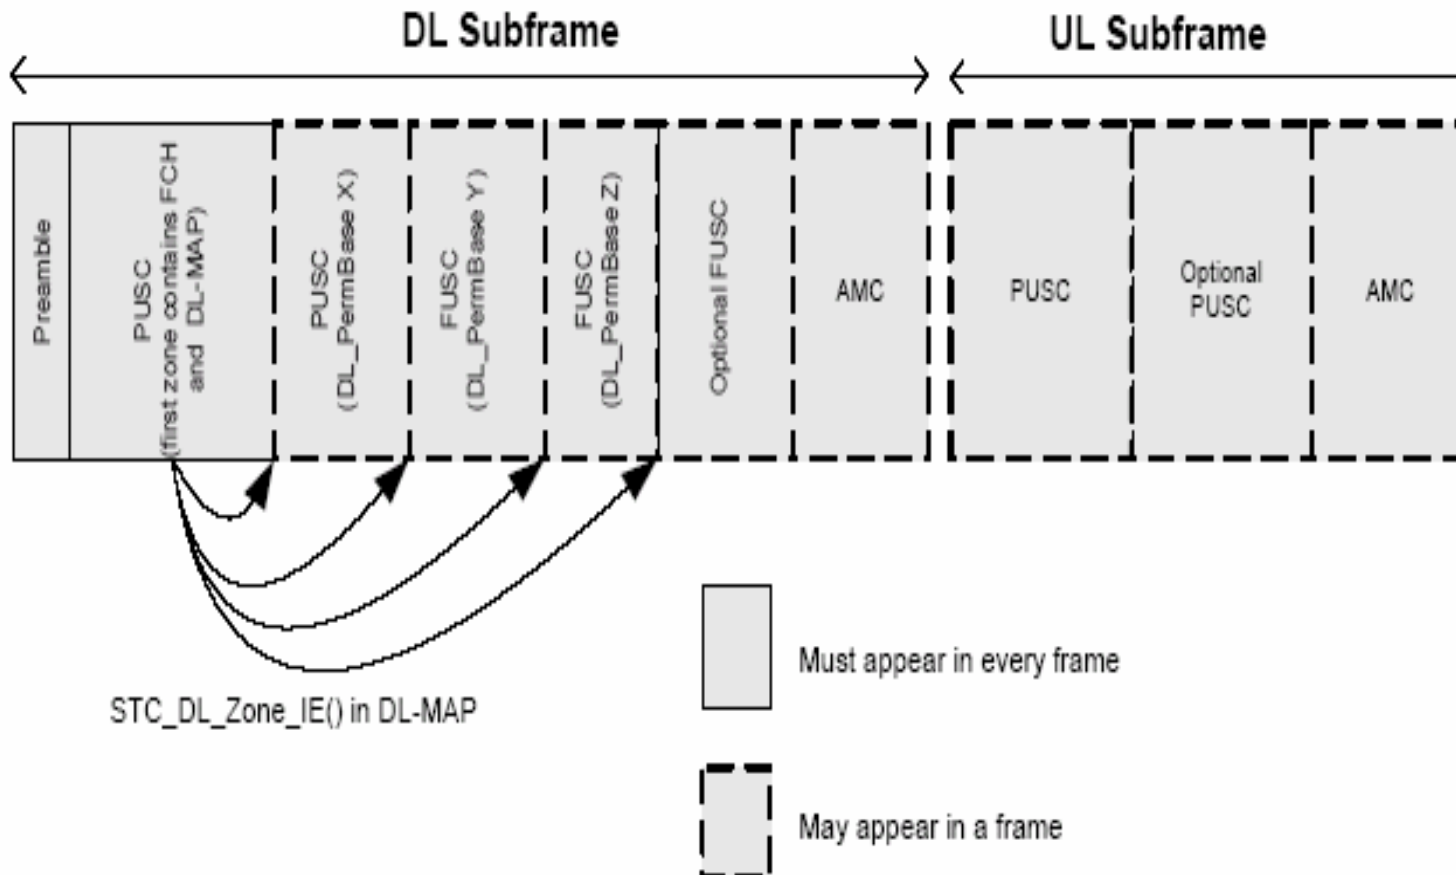 DL Subframe
UL Subframe
Preamble
PUSC
(first zone contains FCH
and DL-MAP)
PUSC
(DL_PermBase X)
FUSC
(DL_PermBase Y)
FUSC
(DL_PermBase Z)
Optional FUSC
AMC
PUSC
Optional
PUSC
AMC
STC_DL_Zone_IE() in DL-MAP
Must appear in every frame
May appear in a frame